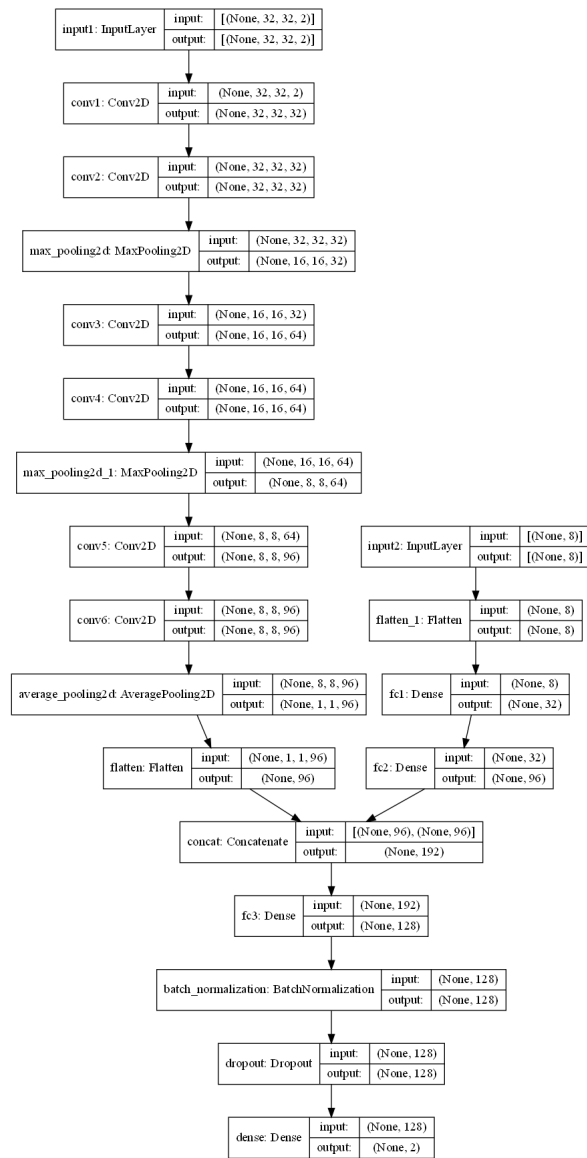 input1: InputLayer
input: [(None, 32, 32, 2)]
output: [(None, 32, 32, 2)]
conv1: Conv2D
input: (None, 32, 32, 2)
output: (None, 32, 32, 32)
conv2: Conv2D
input: (None, 32, 32, 32)
output: (None, 32, 32, 32)
max_pooling2d: MaxPooling2D
input: (None, 32, 32, 32)
output: (None, 16, 16, 32)
conv3: Conv2D
input: (None, 16, 16, 32)
output: (None, 16, 16, 64)
conv4: Conv2D
input: (None, 16, 16, 64)
output: (None, 16, 16, 64)
max_pooling2d_1: MaxPooling2D
input: (None, 16, 16, 64)
output: (None, 8, 8, 64)
conv5: Conv2D
input: (None, 8, 8, 64)
output: (None, 8, 8, 96)
input2: InputLayer
input: [(None, 8)]
output: [(None, 8)]
conv6: Conv2D
input: (None, 8, 8, 96)
output: (None, 8, 8, 96)
flatten_1: Flatten
input: (None, 8)
output: (None, 8)
average_pooling2d: AveragePooling2D
input: (None, 8, 8, 96)
output: (None, 1, 1, 96)
fc1: Dense
input: (None, 8)
output: (None, 32)
flatten: Flatten
input: (None, 1, 1, 96)
output: (None, 96)
fc2: Dense
input: (None, 32)
output: (None, 96)
concat: Concatenate
input: [(None, 96), (None, 96)]
output: (None, 192)
fc3: Dense
input: (None, 192)
output: (None, 128)
batch_normalization: BatchNormalization
input: (None, 128)
output: (None, 128)
dropout: Dropout
input: (None, 128)
output: (None, 128)
dense: Dense
input: (None, 128)
output: (None, 2)